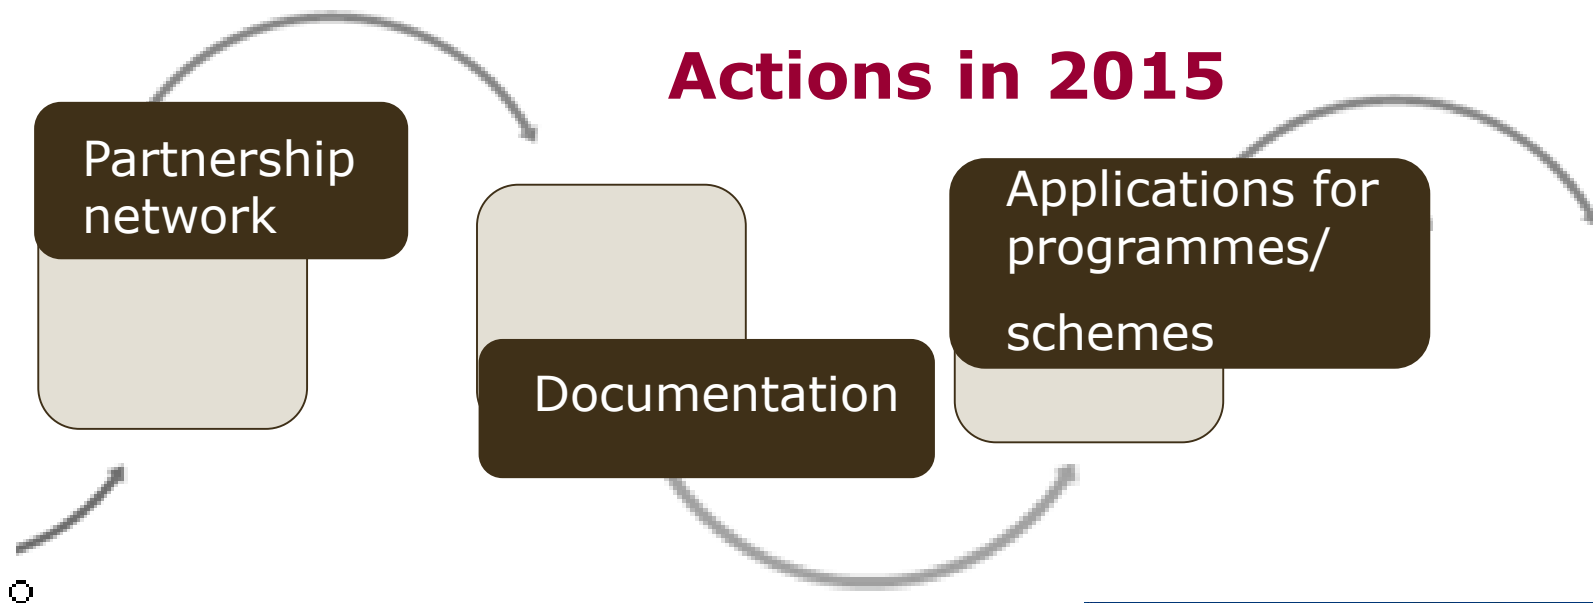 Actions in 2015
Partnership
network
Documentation
Applications for
programmes/
schemes